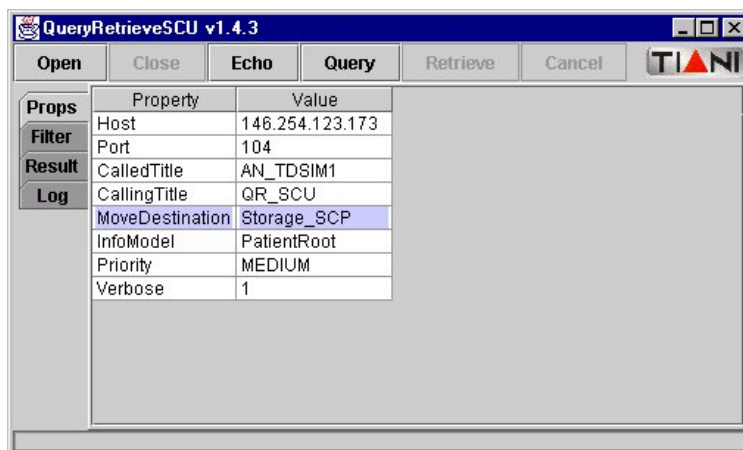 QueryRetrieveSCU v1.4.3
Open Close Echo Query Retrieve Cancel TIANI
Props
Filter
Result
Log
Property Value
Host 146.254.123.173
Port 104
CalledTitle AN_TDSIM1
CallingTitle QR_SCU
MoveDestination Storage_SCP
InfoModel PatientRoot
Priority MEDIUM
Verbose 1